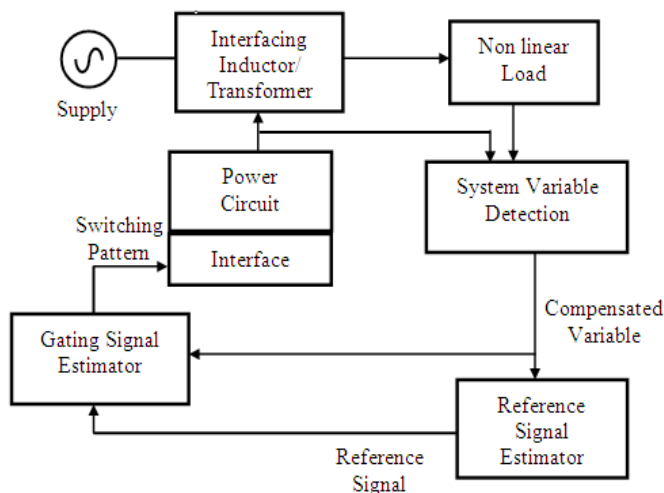 Interfacing
Inductor/
Transformer
Non linear
Load
Supply
Power
Circuit
System Variable
Detection
Switching
Pattern
Interface
Compensated
Variable
Gating Signal
Estimator
Reference
Signal
Estimator
Reference
Signal